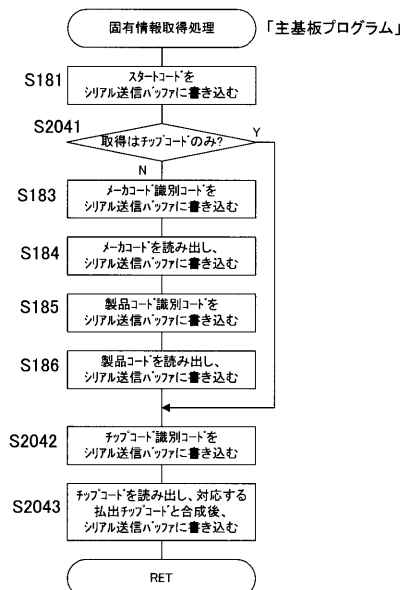 固有情報取得処理
「主基板プログラム」
S181
スタートコードを
シリアル送信バッファに書き込む
S2041
取得はチップコードのみ?
Y
N
S183
メーカコード識別コードを
シリアル送信バッファに書き込む
S184
メーカコードを読み出し、
シリアル送信バッファに書き込む
S185
製品コード識別コードを
シリアル送信バッファに書き込む
S186
製品コードを読み出し、
シリアル送信バッファに書き込む
S2042
チップコード識別コードを
シリアル送信バッファに書き込む
S2043
チップコードを読み出し、対応する
払出チップコードと合成後、
シリアル送信バッファに書き込む
RET